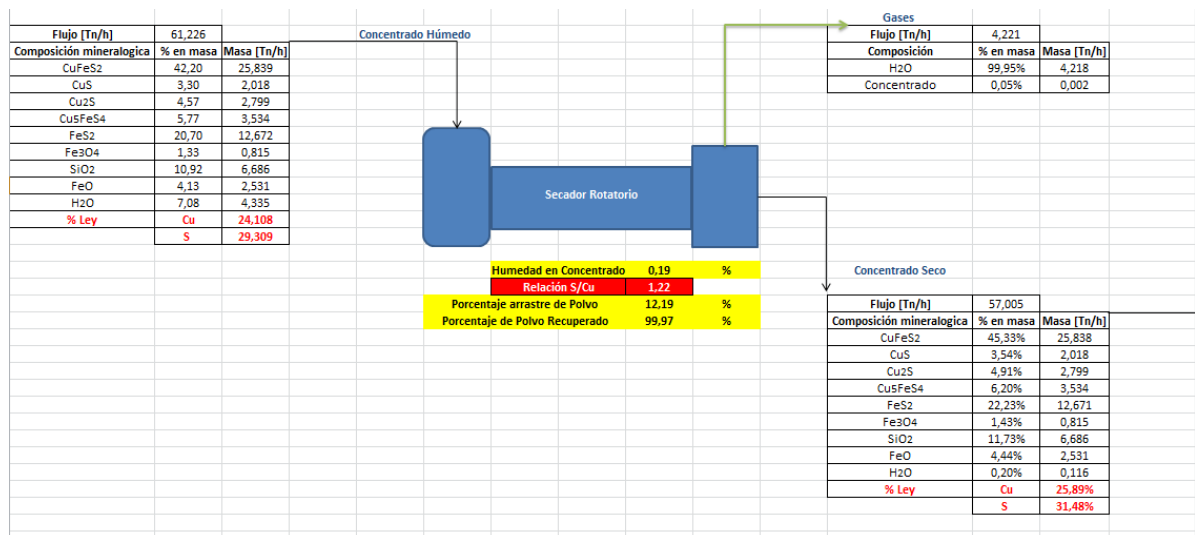 Flujo [Tn/h] 61,226
Composición mineralogica % en masa Masa [Tn/h]
CuFeS2 42,20 25,839
CuS 3,30 2,018
Cu2S 4,57 2,799
Cu5FeS4 5,77 3,534
FeS2 20,70 12,672
Fe3O4 1,33 0,815
SiO2 10,92 6,686
FeO 4,13 2,531
H2O 7,08 4,335
% Ley Cu 24,108
S 29,309
Concentrado Húmedo
Gases
Flujo [Tn/h] 4,221
Composición % en masa Masa [Tn/h]
H2O 99,95% 4,218
Concentrado 0,05% 0,002
Secador Rotatorio
Humedad en Concentrado 0,19 %
Relación S/Cu 1,22
Porcentaje arrastre de Polvo 12,19 %
Porcentaje de Polvo Recuperado 99,97 %
Concentrado Seco
Flujo [Tn/h] 57,005
Composición mineralogica % en masa Masa [Tn/h]
CuFeS2 45,33% 25,838
CuS 3,54% 2,018
Cu2S 4,91% 2,799
Cu5FeS4 6,20% 3,534
FeS2 22,23% 12,671
Fe3O4 1,43% 0,815
SiO2 11,73% 6,686
FeO 4,44% 2,531
H2O 0,20% 0,116
% Ley Cu 25,89%
S 31,48%